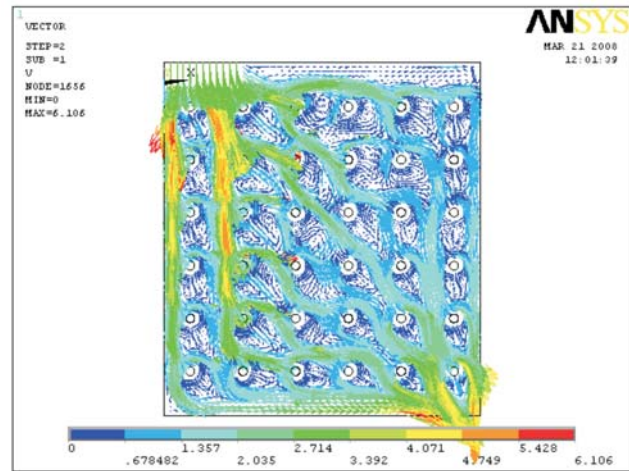 1
VECTOR
STEP=2
SUB =1
V
NODE=1656
MIN=0
MAX=6.106
ANSYS
MAR 21 2008
12:01:39
X
0 1.357 2.714 4.071 5.428
.678482 2.035 3.392 4.749 6.106